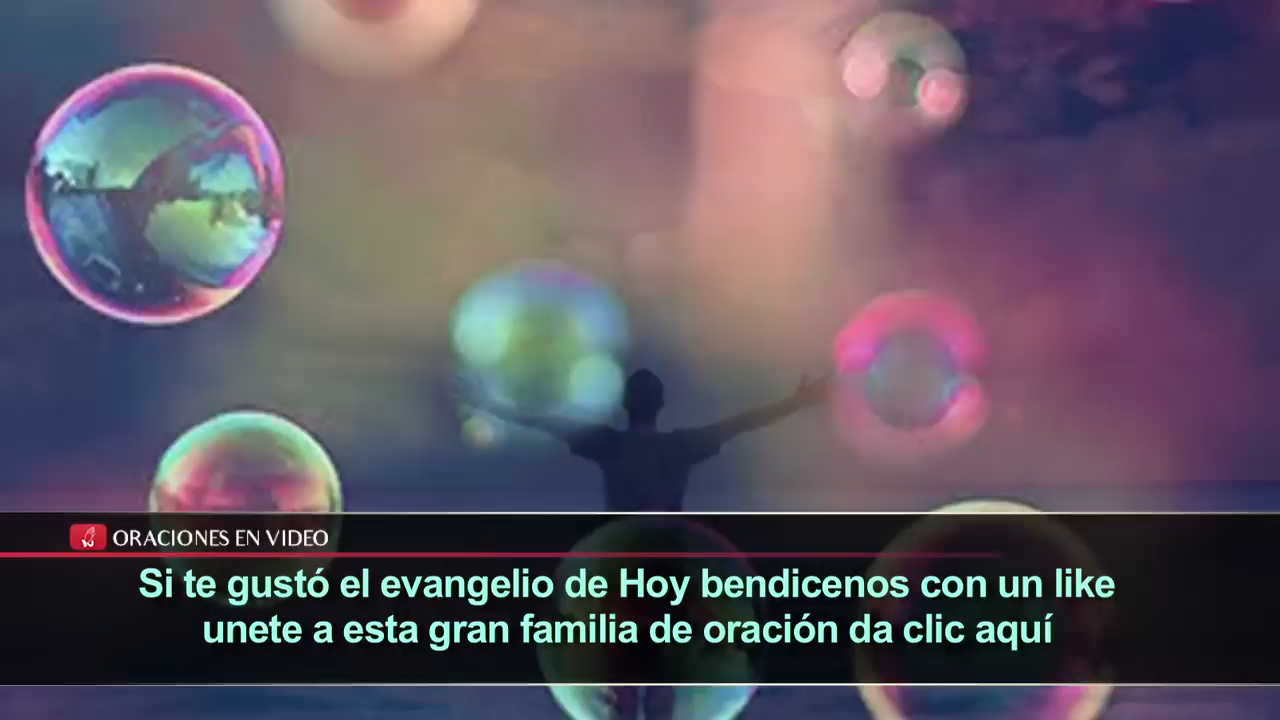 ORACIONES EN VIDEO
Si te gustó el evangelio de Hoy bendicenos con un like
unete a esta gran familia de oración da clic aquí